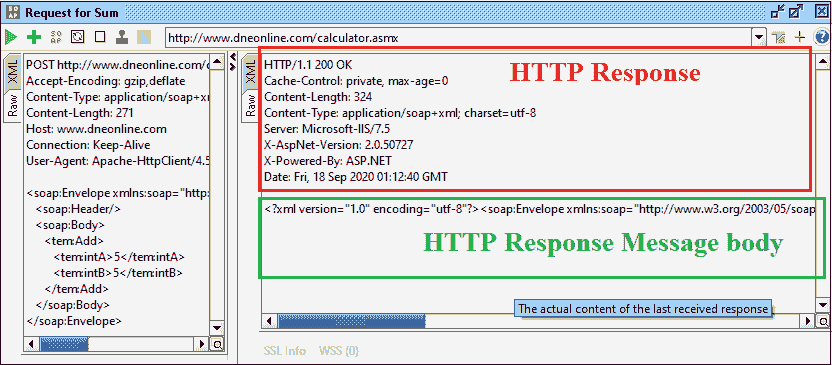 Request for Sum
http://www.dneonline.com/calculator.asmx
XML
Raw
POST http://www.dneonline.com/c
Accept-Encoding: gzip,deflate
Content-Type: application/soap+x
Content-Length: 271
Host: www.dneonline.com
Connection: Keep-Alive
User-Agent: Apache-HttpClient/4.5
<soap:Envelope xmlns:soap="http:
<soap:Header/>
<soap:Body>
<tem:Add>
<tem:intA>5</tem:intA>
<tem:intB>5</tem:intB>
</tem:Add>
</soap:Body>
</soap:Envelope>
XML
Raw
HTTP/1.1 200 OK
Cache-Control: private, max-age=0
Content-Length: 324
Content-Type: application/soap+xml; charset=utf-8
Server: Microsoft-IIS/7.5
X-AspNet-Version: 2.0.50727
X-Powered-By: ASP.NET
Date: Fri, 18 Sep 2020 01:12:40 GMT
HTTP Response
<?xml version="1.0" encoding="utf-8"?><soap:Envelope xmlns:soap="http://www.w3.org/2003/05/soap
HTTP Response Message body
The actual content of the last received response
SSL Info WSS (0)